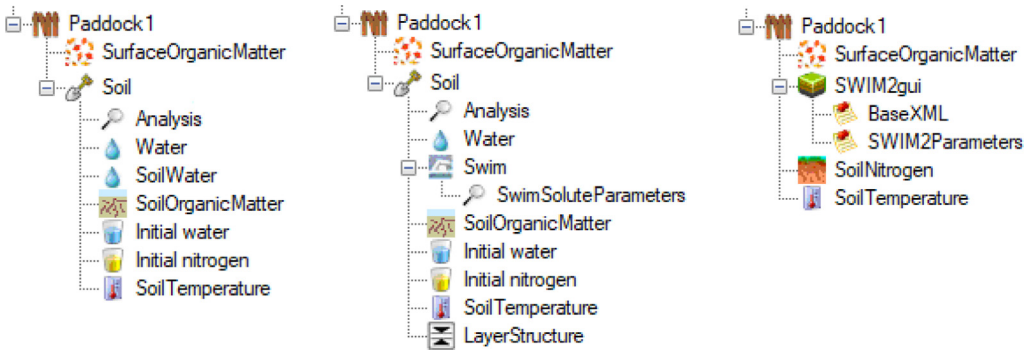 Paddock1
SurfaceOrganicMatter
Soil
Analysis
Water
SoilWater
SoilOrganicMatter
Initial water
Initial nitrogen
SoilTemperature
Paddock1
SurfaceOrganicMatter
Soil
Analysis
Water
Swim
SwimSoluteParameters
SoilOrganicMatter
Initial water
Initial nitrogen
SoilTemperature
LayerStructure
Paddock1
SurfaceOrganicMatter
SWIM2gui
BaseXML
SWIM2Parameters
SoilNitrogen
SoilTemperature